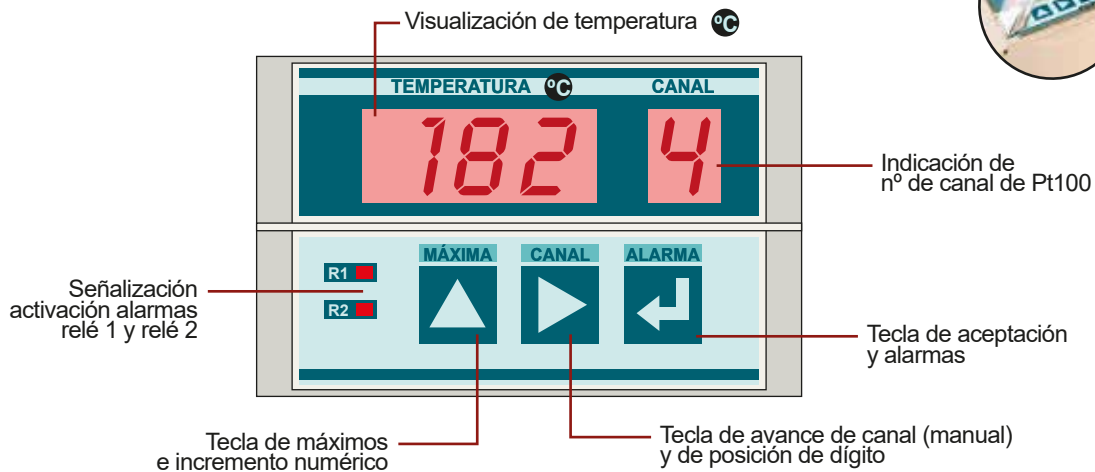 Visualización de temperatura ºC
TEMPERATURA ºC CANAL
182 4
Indicación de
nº de canal de Pt100
MÁXIMA CANAL ALARMA
R1
R2
Señalización
activación alarmas
relé 1 y relé 2
Tecla de aceptación
y alarmas
Tecla de máximos
e incremento numérico
Tecla de avance de canal (manual)
y de posición de dígito